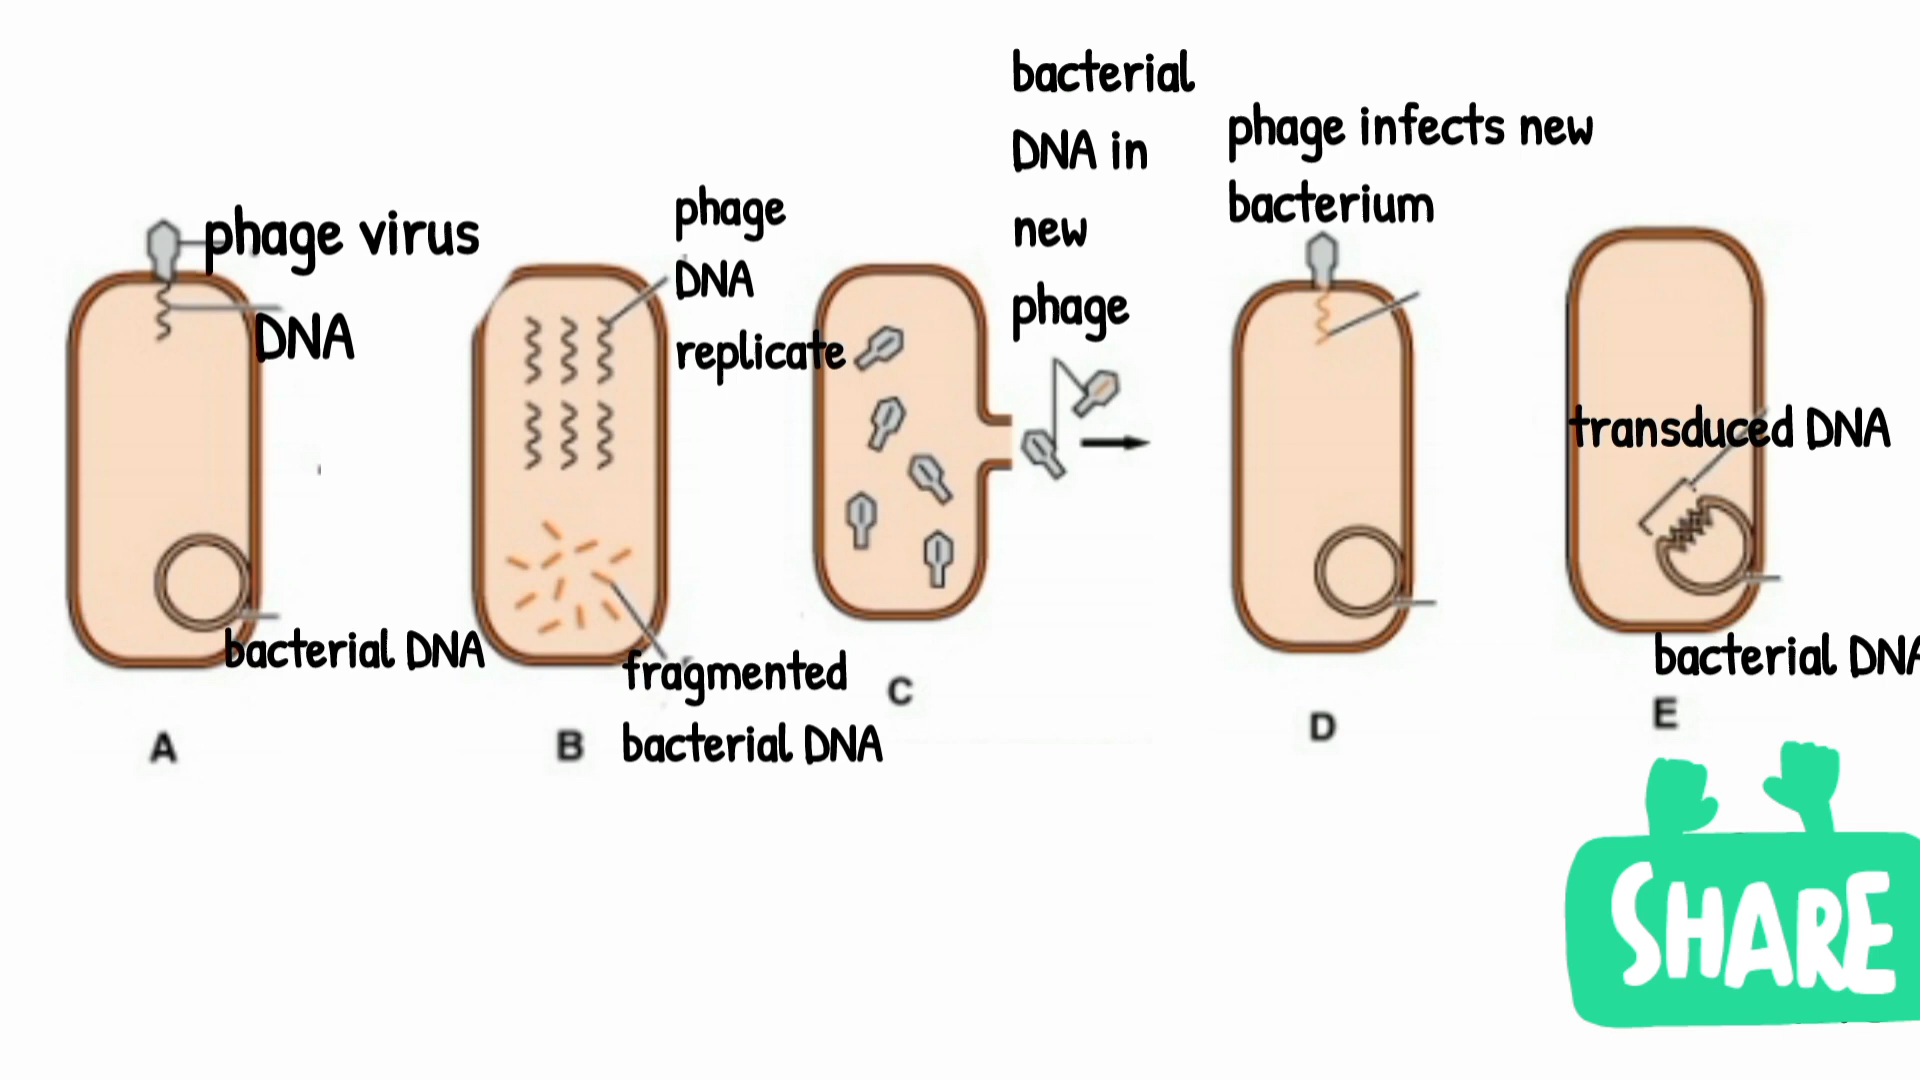 phage virus
DNA
bacterial DNA
A
phage
DNA
replicate
fragmented
bacterial DNA
B
bacterial
DNA in
new
phage
C
phage infects new
bacterium
D
transduced DNA
bacterial DNA
E
SHARE